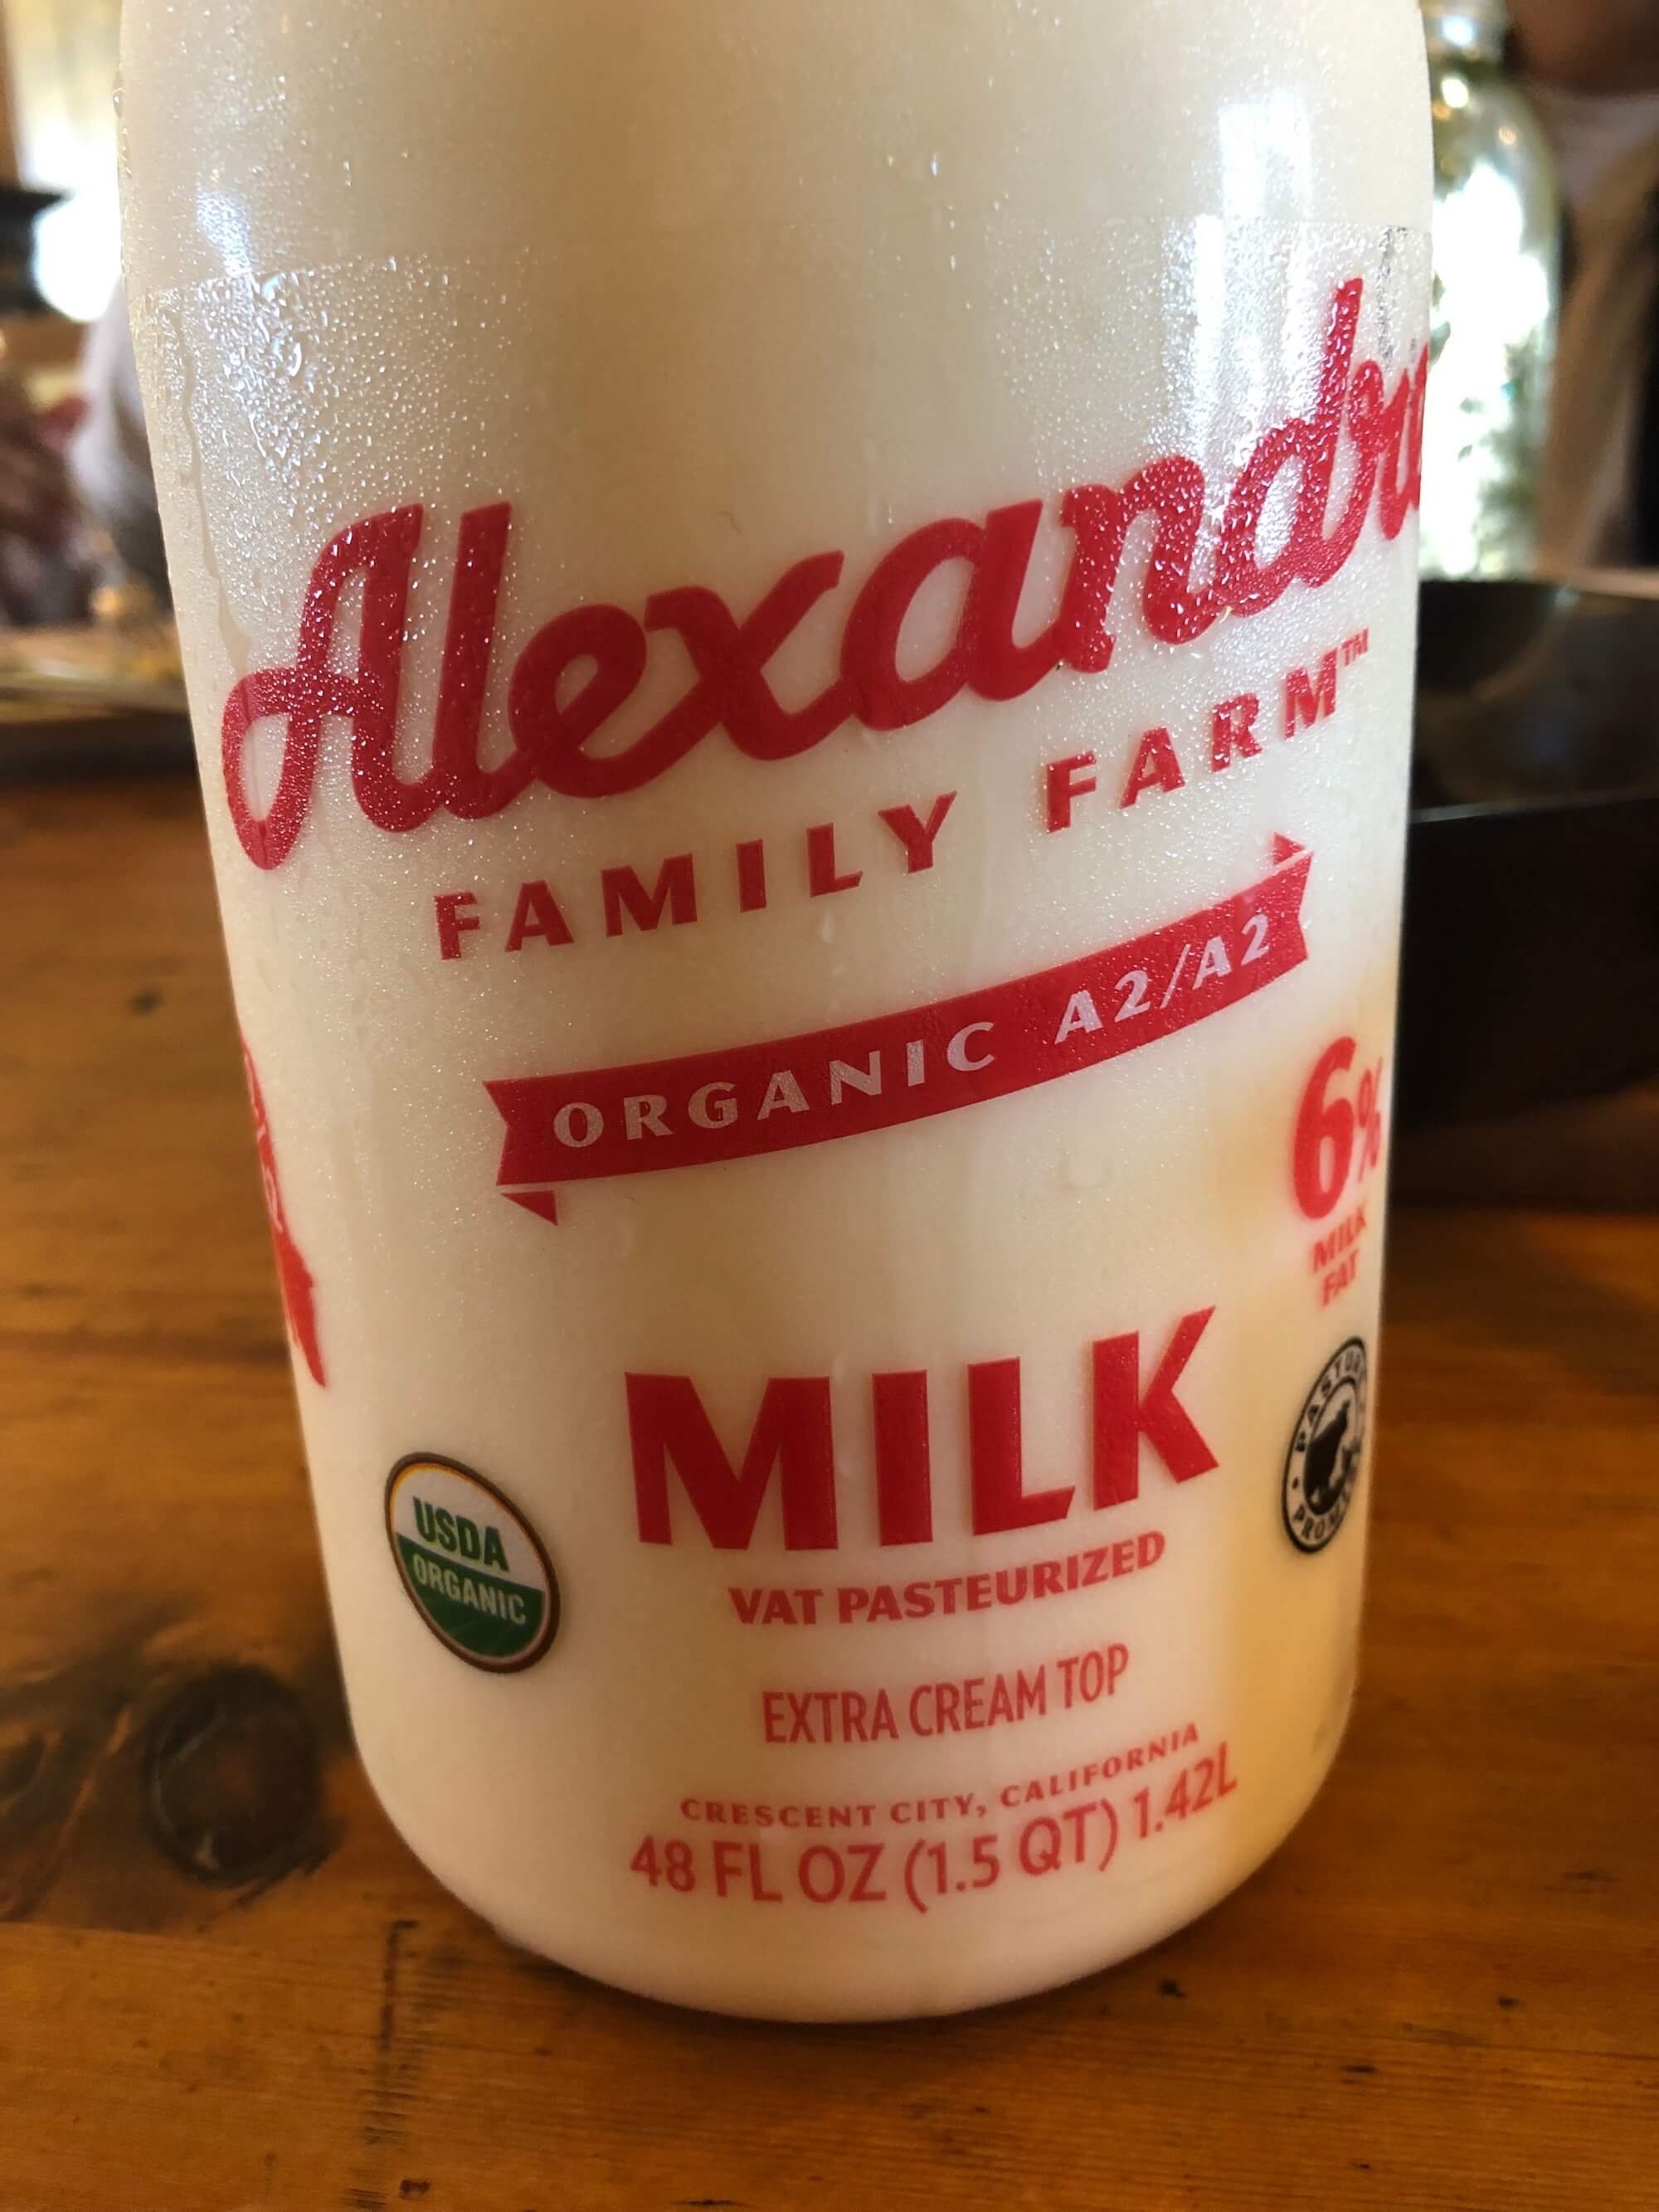 Alexandr
FAMILY FARM™
ORGANIC A2/A2
6%
MILK
FAT
MILK
VAT PASTEURIZED
USDA
ORGANIC
EXTRA CREAM TOP
CRESCENT CITY, CALIFORNIA
48 FL OZ (1.5 QT) 1.42L